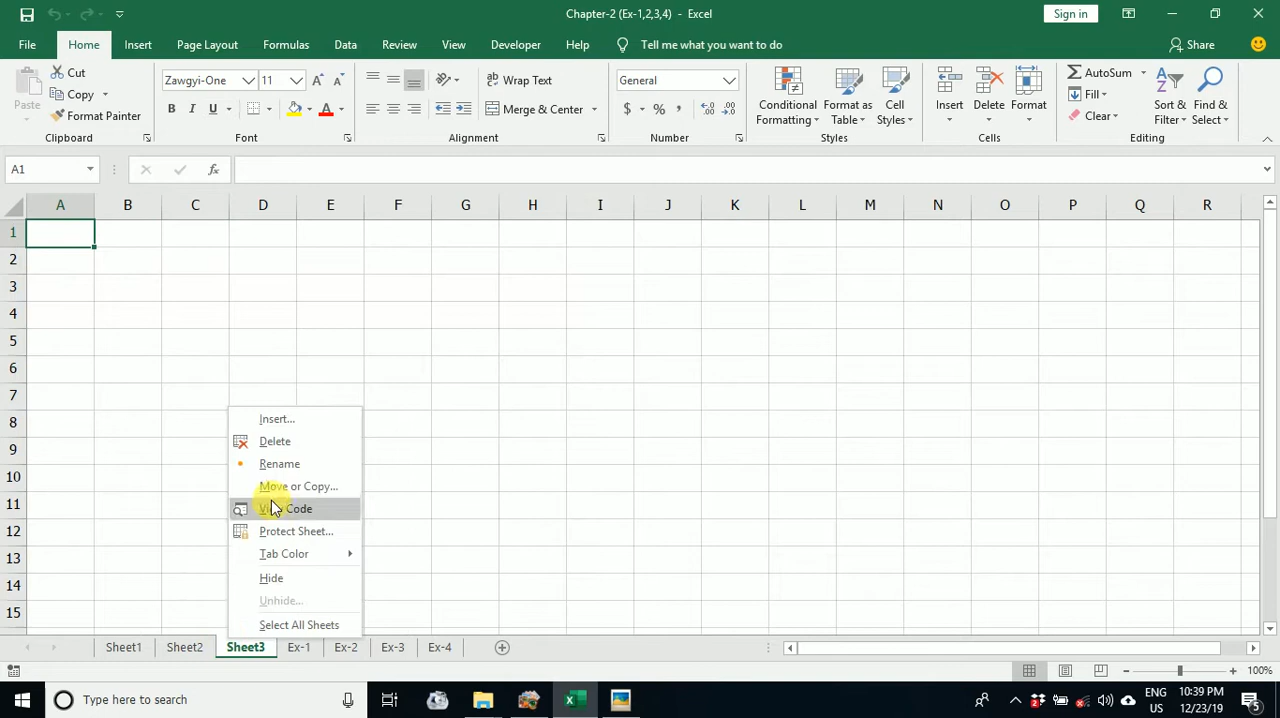 Chapter-2 (Ex-1,2,3,4) - Excel
Sign in
File Home Insert Page Layout Formulas Data Review View Developer Help Tell me what you want to do Share
Paste
Cut
Copy
Format Painter
Clipboard
Zawgyi-One 11
B I U A
Font
Wrap Text
Merge & Center
Alignment
General
$ % ,
Number
Conditional Formatting
Format as Table
Cell Styles
Styles
Insert Delete Format
Cells
AutoSum
Fill
Clear
Sort & Filter
Find & Select
Editing
A1 fx
A B C D E F G H I J K L M N O P Q R
1
2
3
4
5
6
7
8
9
10
11
12
13
14
15
Insert...
Delete
Rename
Move or Copy...
View Code
Protect Sheet...
Tab Color
Hide
Unhide...
Select All Sheets
Sheet1 Sheet2 Sheet3 Ex-1 Ex-2 Ex-3 Ex-4
100%
Type here to search
ENG
US
10:39 PM
12/23/19
5